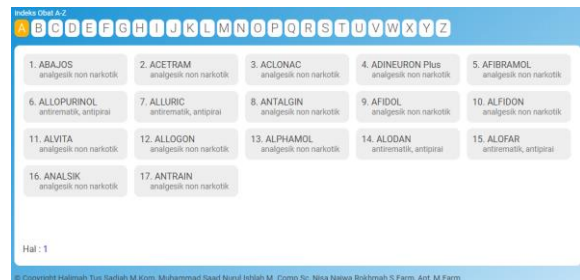 Indeks Obat A-Z
A B C D E F G H I J K L M N O P Q R S T U V W X Y Z
1. ABAJOS
analgesik non narkotik
2. ACETRAM
analgesik non narkotik
3. ACLONAC
analgesik non narkotik
4. ADINEURON Plus
analgesik non narkotik
5. AFIBRAMOL
analgesik non narkotik
6. ALLOPURINOL
antirematik, antipirai
7. ALLURIC
antirematik, antipirai
8. ANTALGIN
analgesik non narkotik
9. AFIDOL
analgesik non narkotik
10. ALFIDON
analgesik non narkotik
11. ALVITA
analgesik non narkotik
12. ALLOGON
analgesik non narkotik
13. ALPHAMOL
analgesik non narkotik
14. ALODAN
antirematik, antipirai
15. ALOFAR
antirematik, antipirai
16. ANALSIK
analgesik non narkotik
17. ANTRAIN
analgesik non narkotik
Hal : 1
© Copyright Halimah Tus Sadiah M.Kom, Muhammad Saad Nurul Ishlah M. Comp Sc, Nisa Najwa Rokhmah S.Farm, Apt, M.Farm